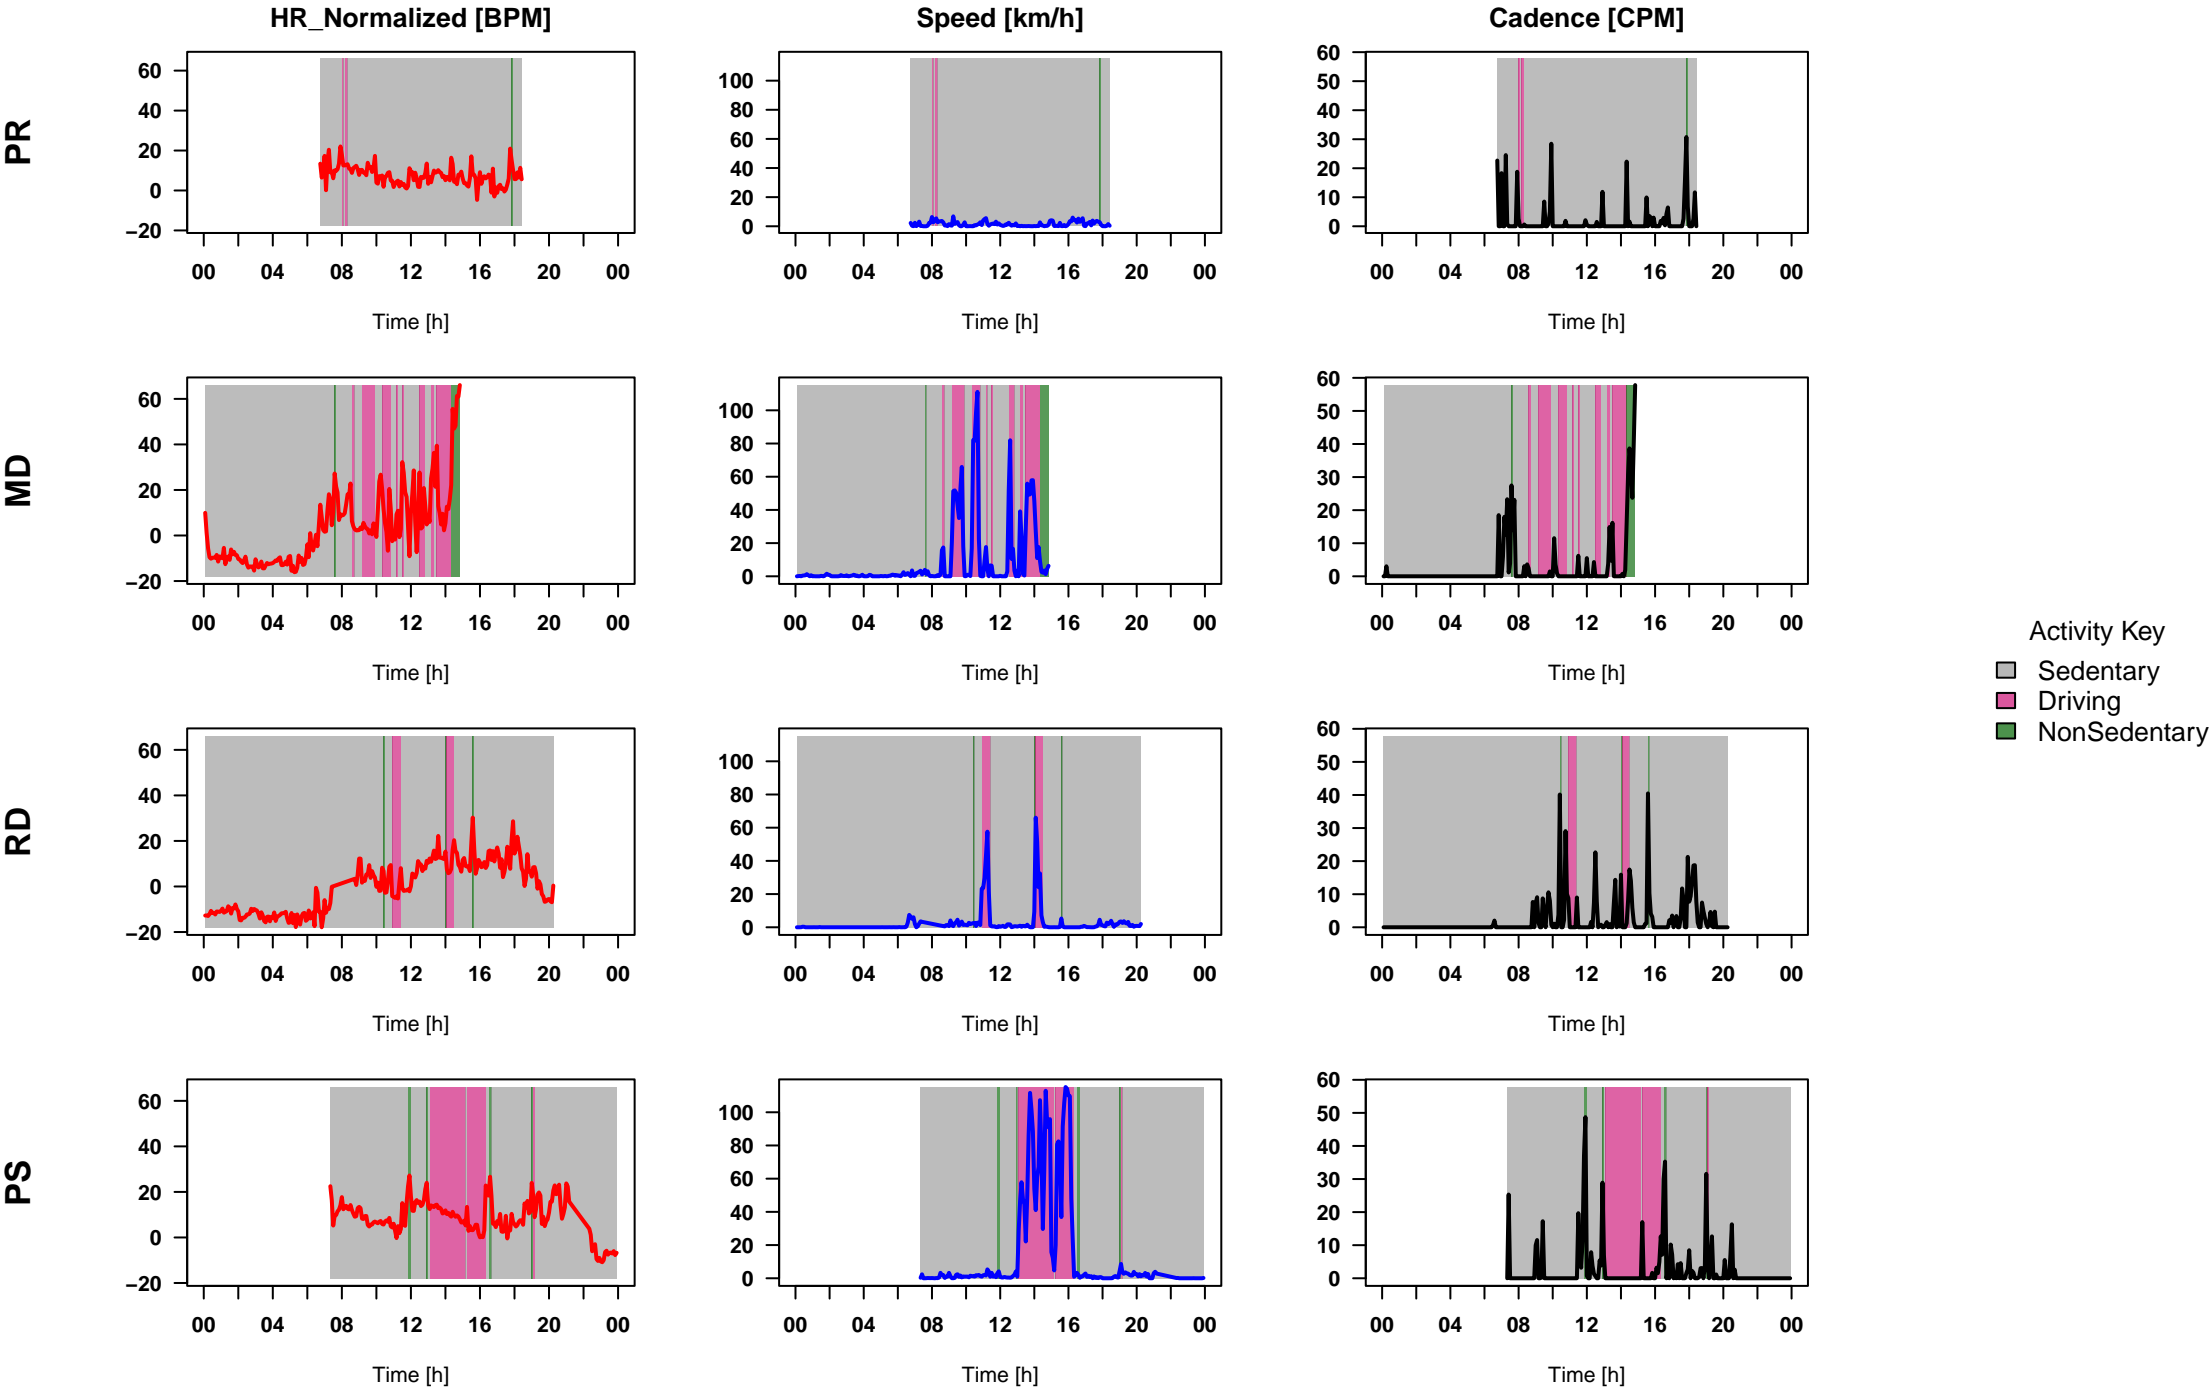 HR_Normalized [BPM] Speed [km/h] Cadence [CPM]
PR
60 40 20 0 −20
00 04 08 12 16 20 00
Time [h]
100 80 60 40 20 0
00 04 08 12 16 20 00
Time [h]
60 50 40 30 20 10 0
00 04 08 12 16 20 00
Time [h]
MD
60 40 20 0 −20
00 04 08 12 16 20 00
Time [h]
100 80 60 40 20 0
00 04 08 12 16 20 00
Time [h]
60 50 40 30 20 10 0
00 04 08 12 16 20 00
Time [h]
Activity Key
Sedentary
Driving
NonSedentary
RD
60 40 20 0 −20
00 04 08 12 16 20 00
Time [h]
100 80 60 40 20 0
00 04 08 12 16 20 00
Time [h]
60 50 40 30 20 10 0
00 04 08 12 16 20 00
Time [h]
PS
60 40 20 0 −20
00 04 08 12 16 20 00
Time [h]
100 80 60 40 20 0
00 04 08 12 16 20 00
Time [h]
60 50 40 30 20 10 0
00 04 08 12 16 20 00
Time [h]